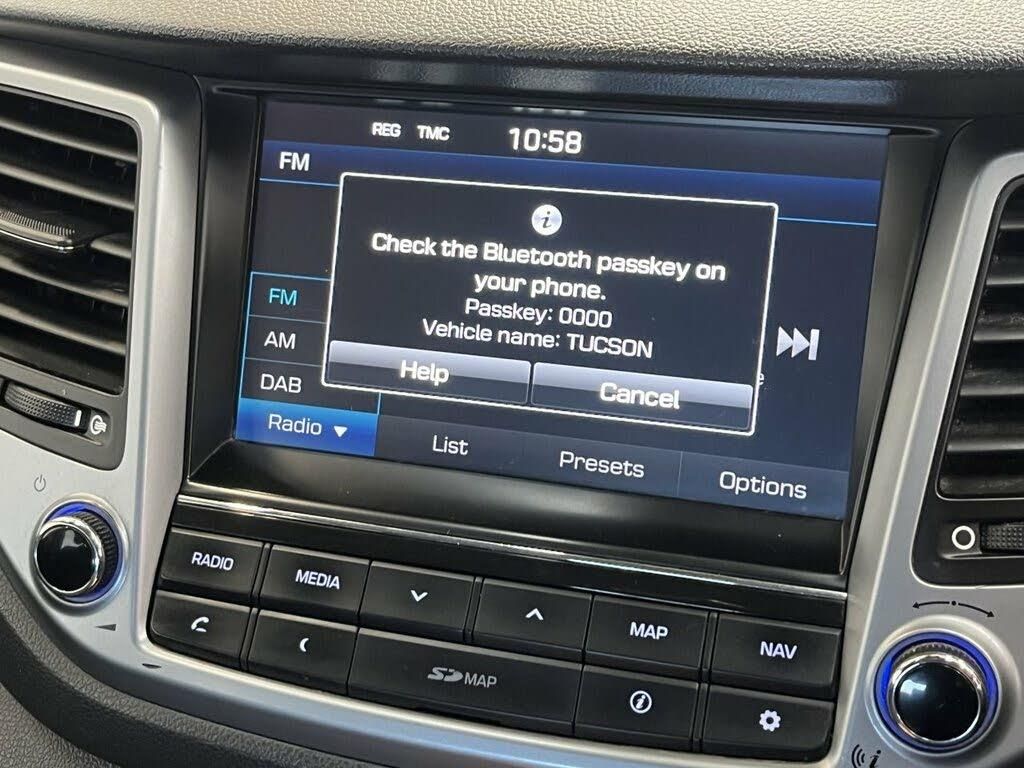 REG TMC 10:58
FM
Check the Bluetooth passkey on
your phone.
Passkey: 0000
Vehicle name: TUCSON
Help Cancel
FM
AM
DAB
Radio List Presets Options
RADIO MEDIA MAP NAV
SD MAP